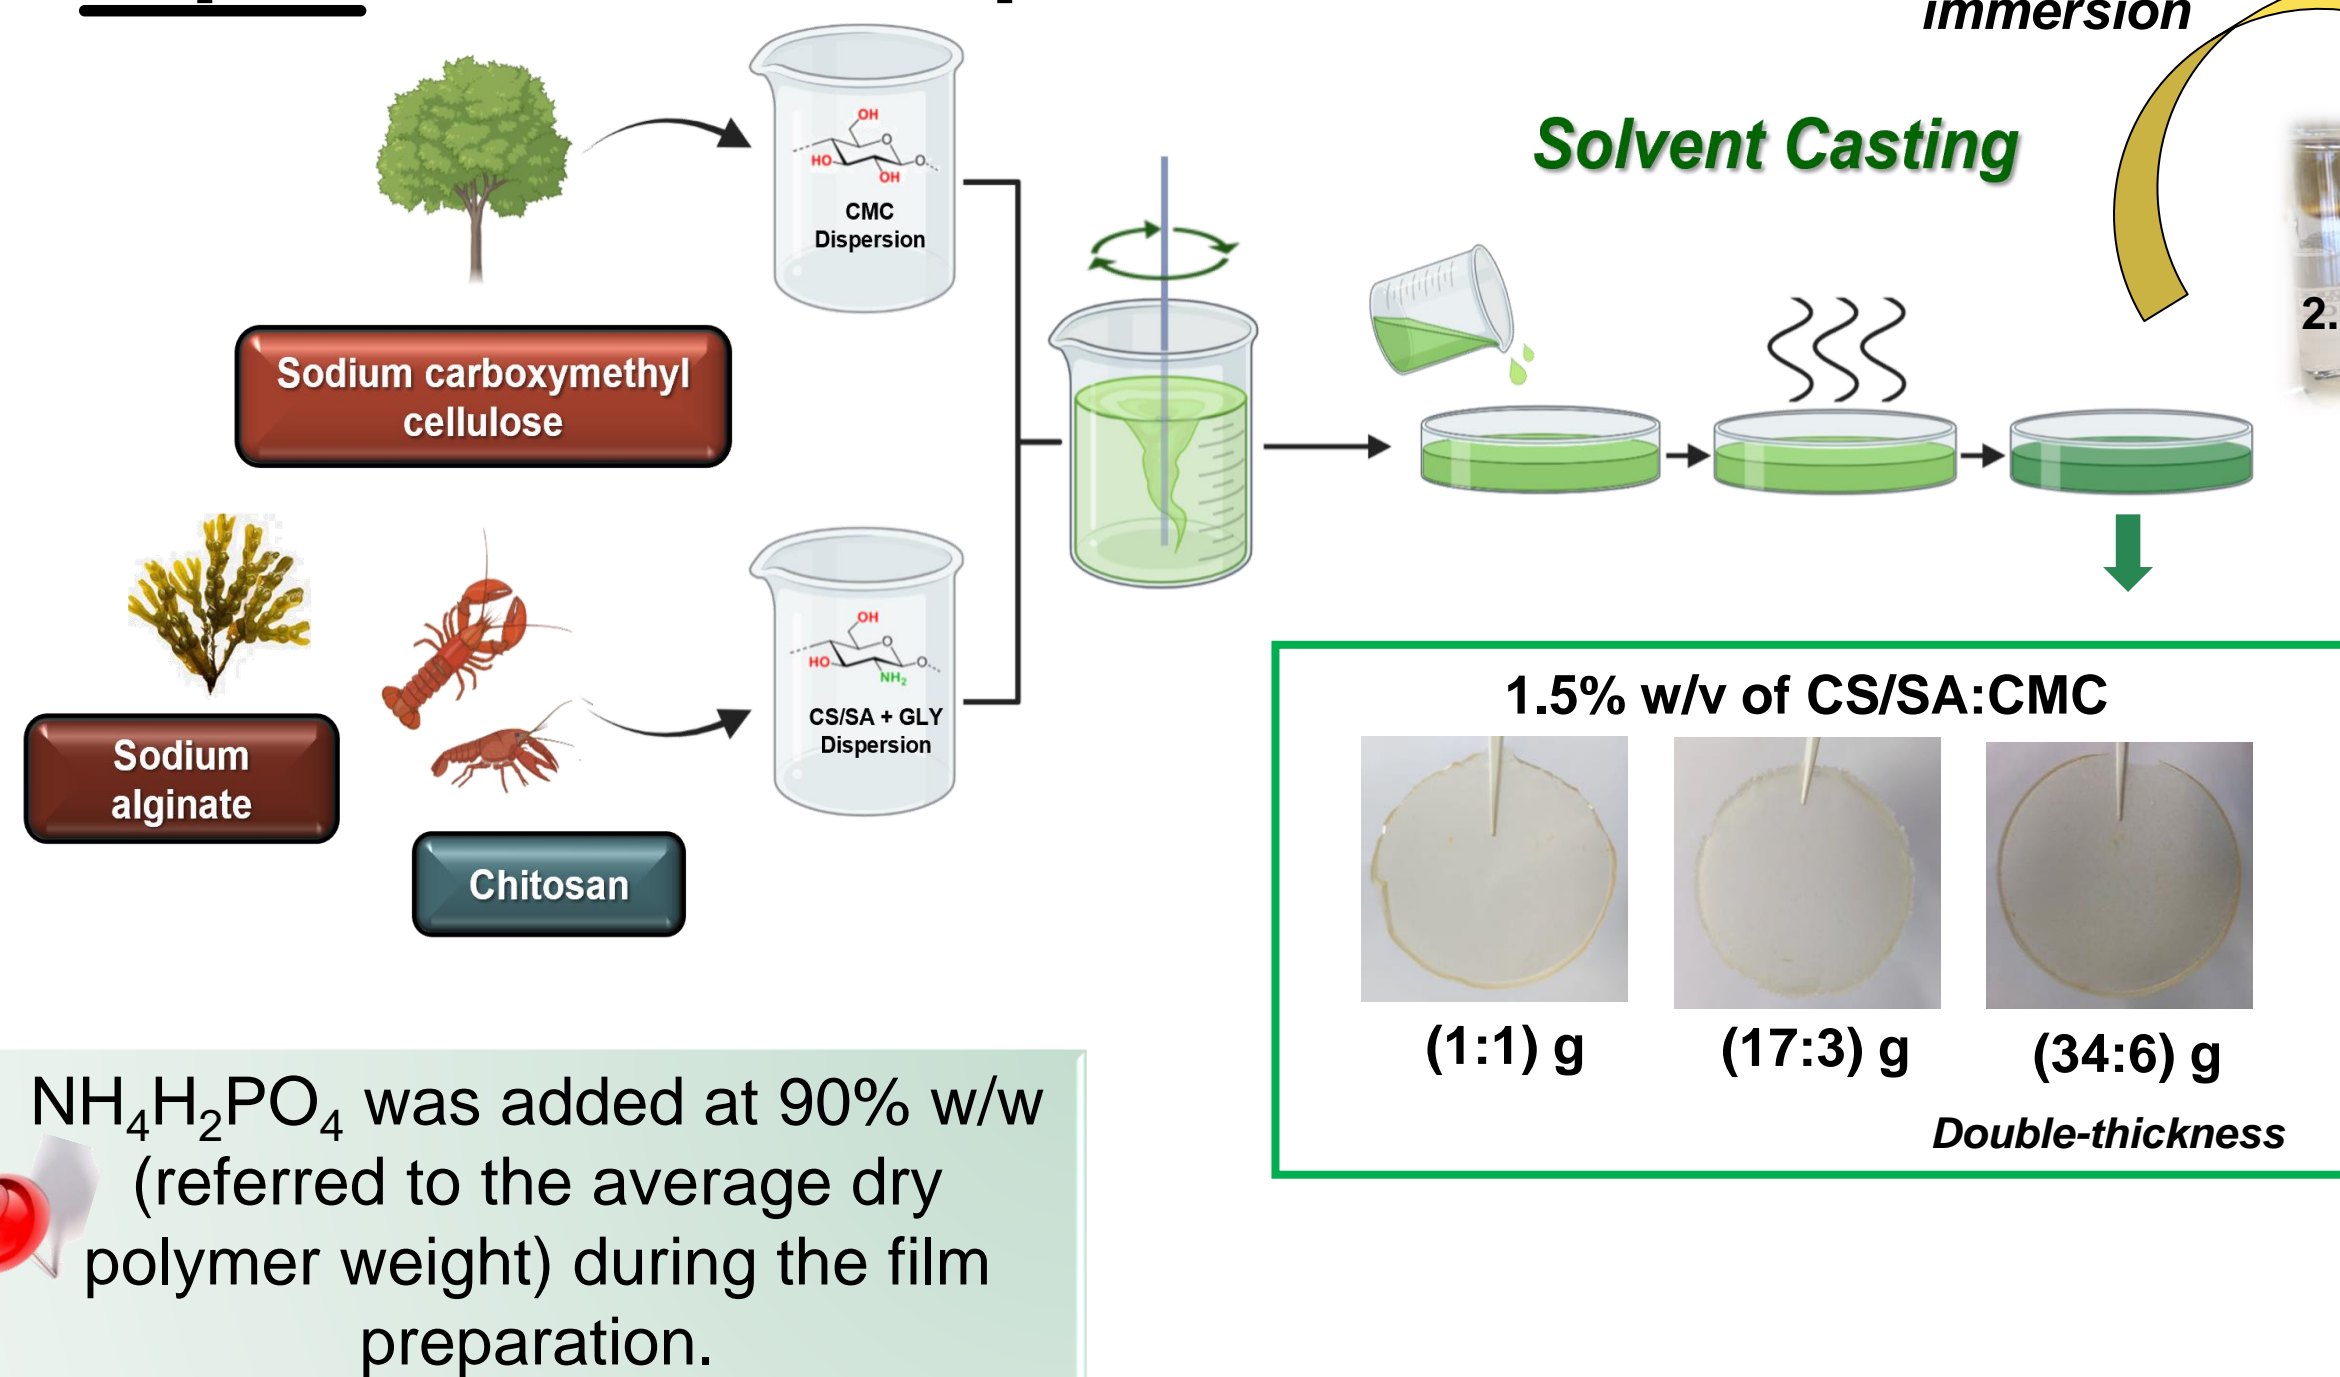 immersion
Solvent Casting
OH
O
HO
O
OH
CMC
Dispersion
Sodium carboxymethyl
cellulose
2.
Sodium
alginate
Chitosan
OH
O
HO
O
NH₂
CS/SA + GLY
Dispersion
1.5% w/v of CS/SA:CMC
(1:1) g
(17:3) g
(34:6) g
Double-thickness
NH₄H₂PO₄ was added at 90% w/w
(referred to the average dry
polymer weight) during the film
preparation.